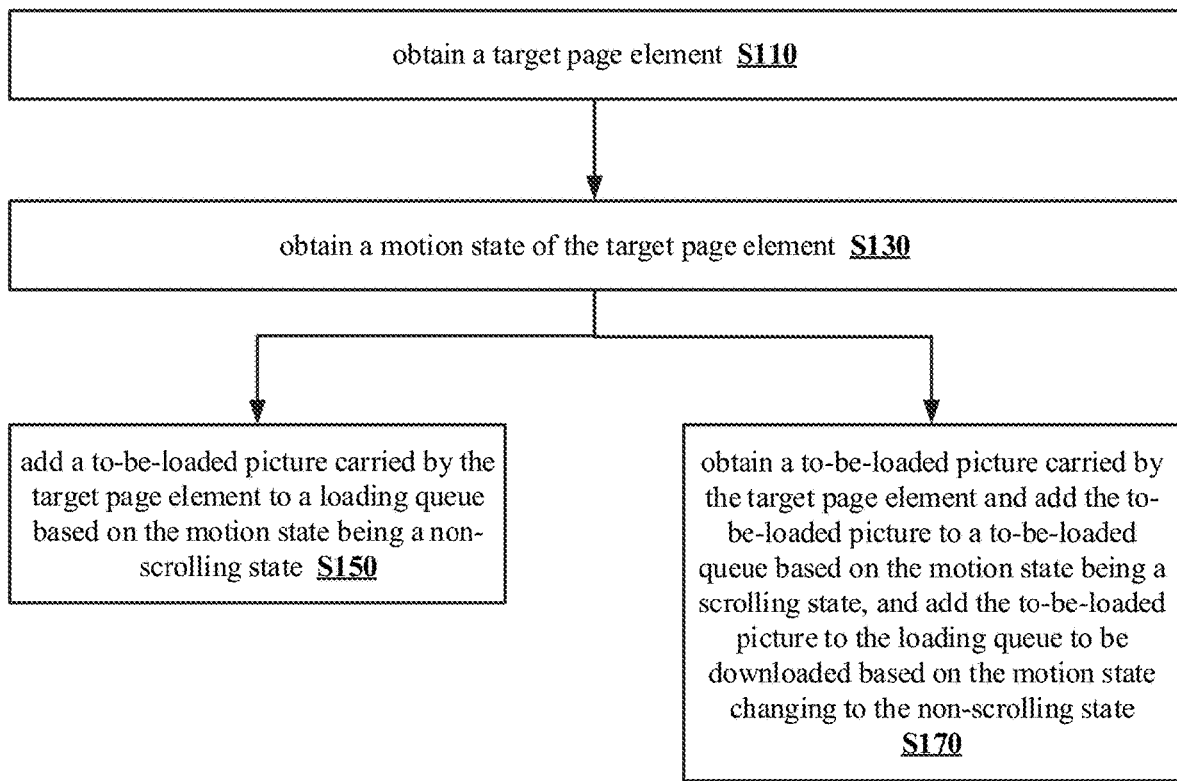 obtain a target page element S110
obtain a motion state of the target page element S130
add a to-be-loaded picture carried by the
target page element to a loading queue
based on the motion state being a non-
scrolling state S150
obtain a to-be-loaded picture carried by
the target page element and add the to-
be-loaded picture to a to-be-loaded
queue based on the motion state being a
scrolling state, and add the to-be-loaded
picture to the loading queue to be
downloaded based on the motion state
changing to the non-scrolling state
S170